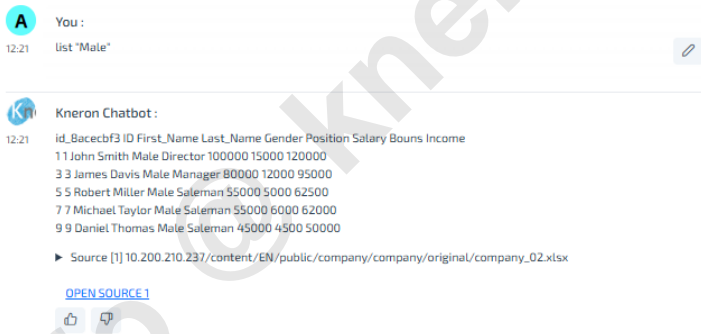 A
You :
12:21
list "Male"
Kn
Kneron Chatbot :
12:21
id_8acecbf3 ID First_Name Last_Name Gender Position Salary Bouns Income
1 1 John Smith Male Director 100000 15000 120000
3 3 James Davis Male Manager 80000 12000 95000
5 5 Robert Miller Male Saleman 55000 5000 62500
7 7 Michael Taylor Male Saleman 55000 6000 62000
9 9 Daniel Thomas Male Saleman 45000 4500 50000
Source [1] 10.200.210.237/content/EN/public/company/company/original/company_02.xlsx
OPEN SOURCE 1
@ kne